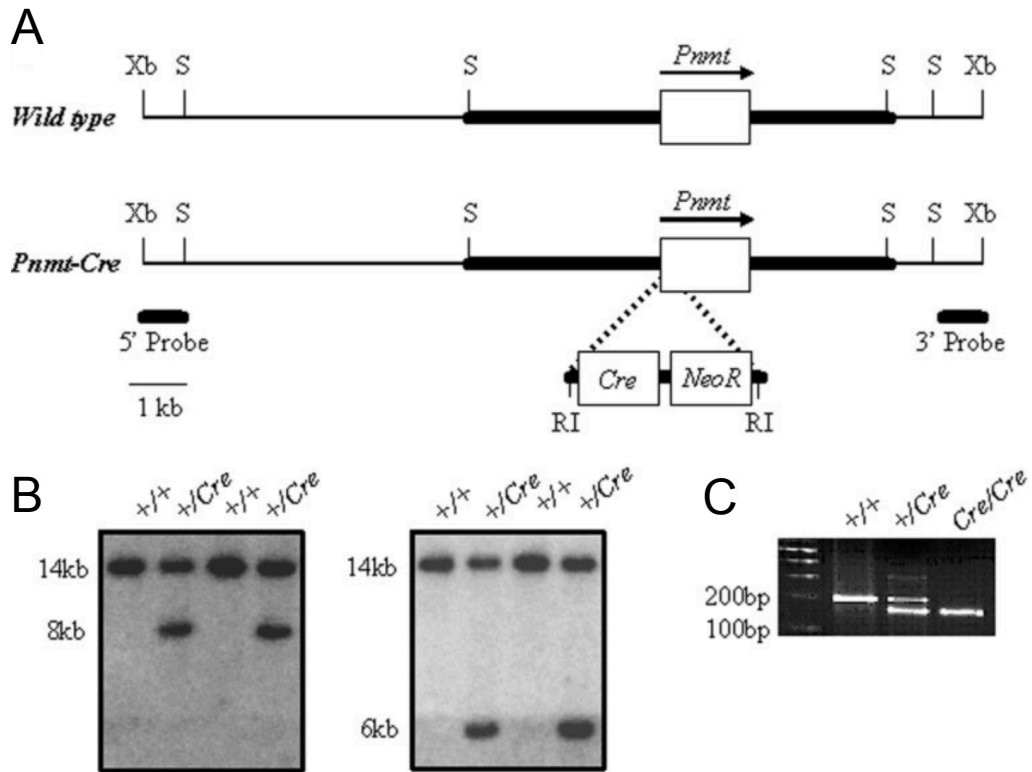 A
Pnmt
Xb S S S S Xb
Wild type
Pnmt
Xb S S S S Xb
Pnmt-Cre
5' Probe 3' Probe
Cre NeoR
1 kb RI RI
B
+/+ +/Cre +/+ +/Cre
14kb
8kb
+/+ +/Cre +/+ +/Cre
14kb
6kb
C
+/+ +/Cre Cre/Cre
200bp
100bp